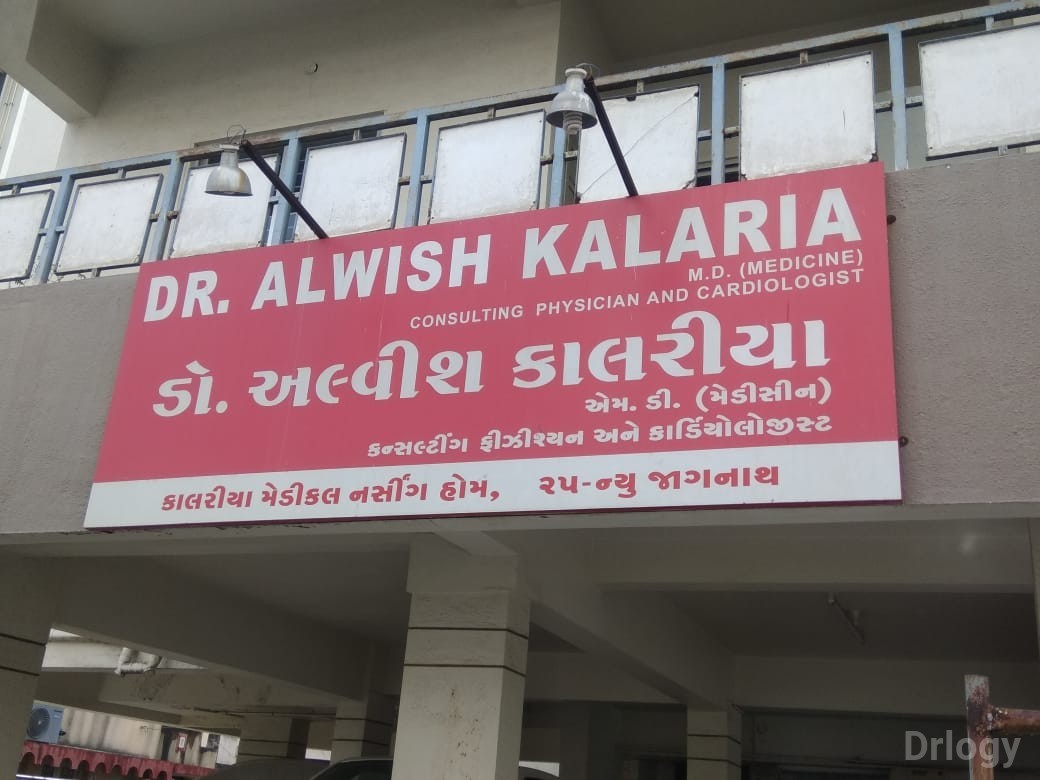 DR. ALWISH KALARIA
M.D. (MEDICINE)
CONSULTING PHYSICIAN AND CARDIOLOGIST
ડો. અલ્વીશ કાલરીયા
એમ. ડી. (મેડીસીન)
કન્સલ્ટીંગ ફીઝીશ્યન અને કાર્ડિયોલોજીસ્ટ
કાલરીયા મેડીકલ નર્સીંગ હોમ, ૨૫-ન્યુ જાગનાથ
Drlogy